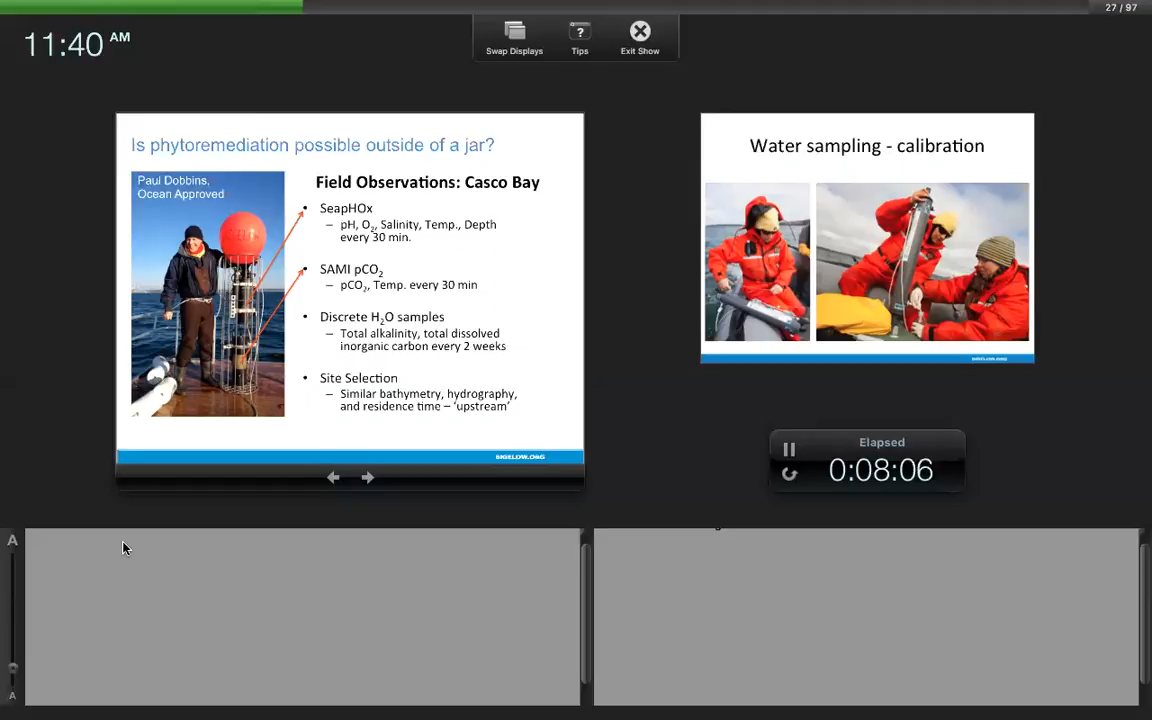 27 / 97
11:40 AM
Swap Displays
Tips
Exit Show
Is phytoremediation possible outside of a jar?
Paul Dobbins,
Ocean Approved
Field Observations: Casco Bay
• SeapHOx
– pH, O2, Salinity, Temp., Depth
every 30 min.
• SAMI pCO2
– pCO2, Temp. every 30 min
• Discrete H2O samples
– Total alkalinity, total dissolved
inorganic carbon every 2 weeks
• Site Selection
– Similar bathymetry, hydrography,
and residence time – ‘upstream’
BIGELOW.ORG
Water sampling - calibration
BIGELOW.ORG
Elapsed
0:08:06
A
A